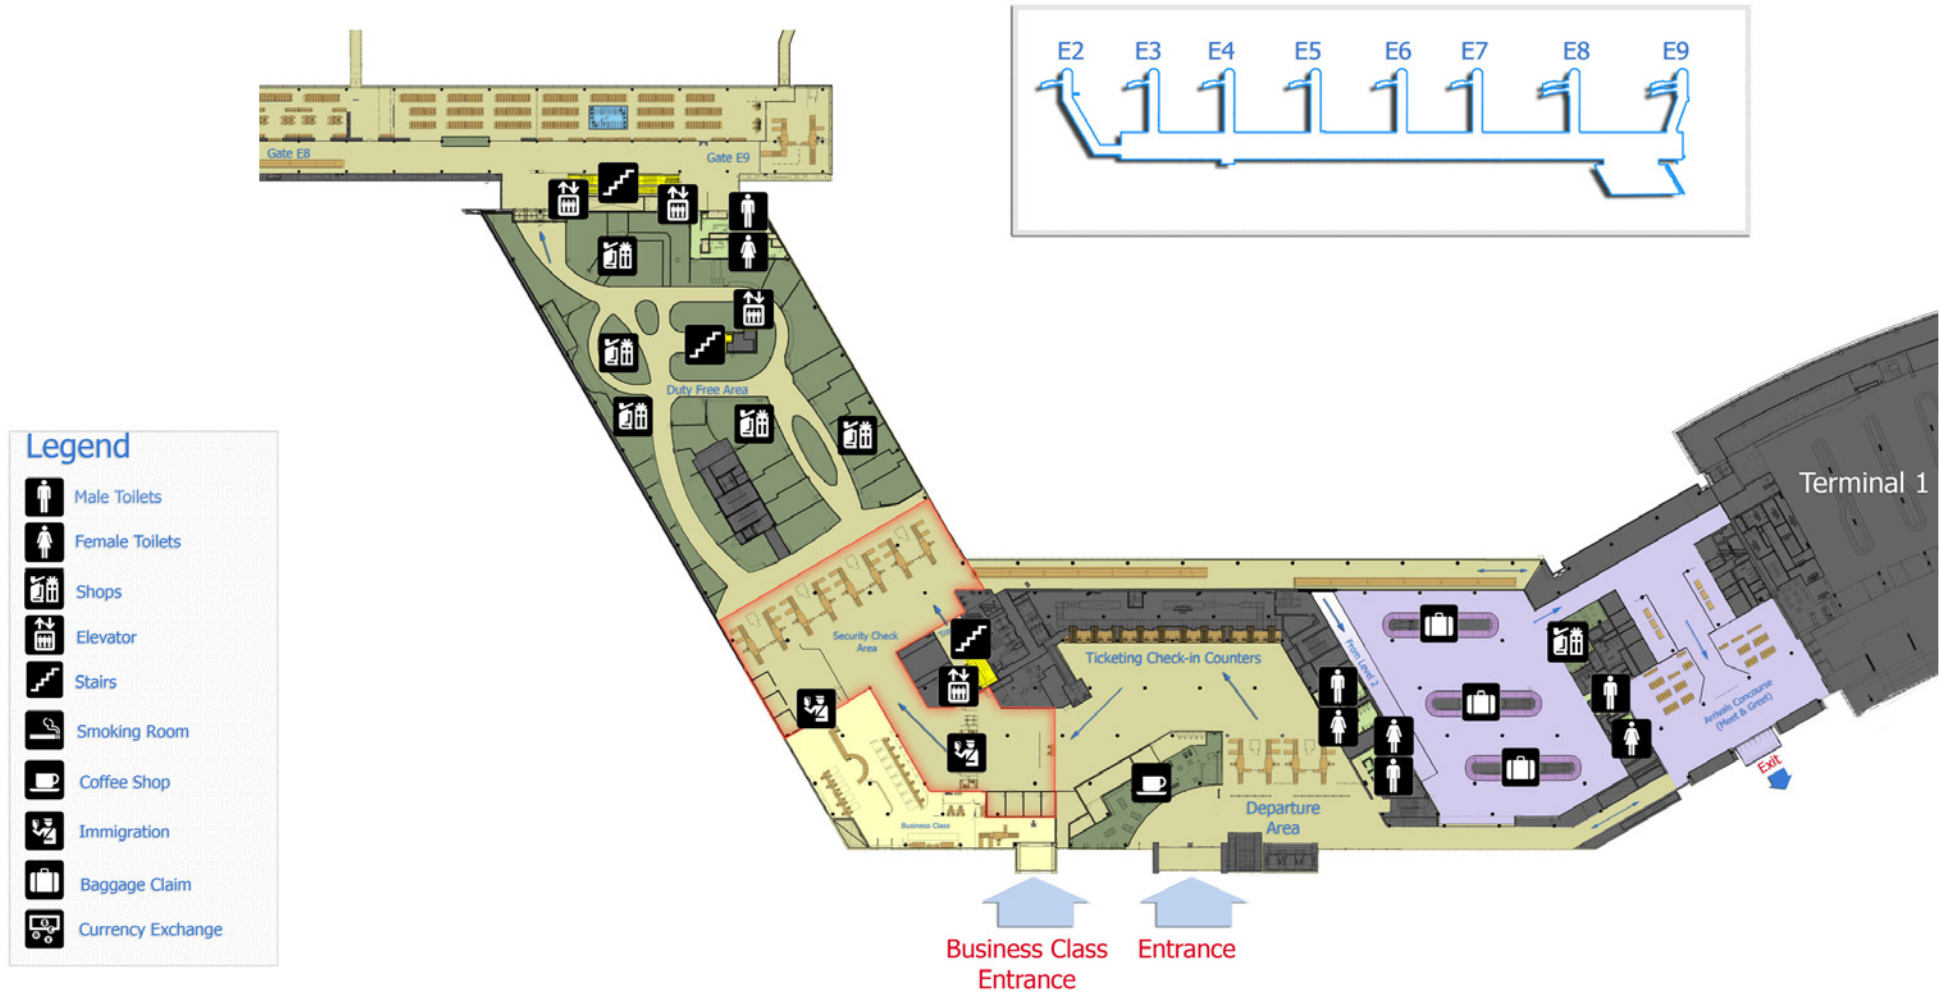 E2 E3 E4 E5 E6 E7 E8 E9
Gate E8
Gate E9
Duty Free Area
Terminal 1
Legend
Male Toilets
Female Toilets
Shops
Elevator
Stairs
Smoking Room
Coffee Shop
Immigration
Baggage Claim
Currency Exchange
Security Check
Area
Ticketing Check-in Counters
From Level 2
Arrivals Concourse
(Meet & Greet)
Exit
Departure
Area
Business Class
Business Class
Entrance
Entrance